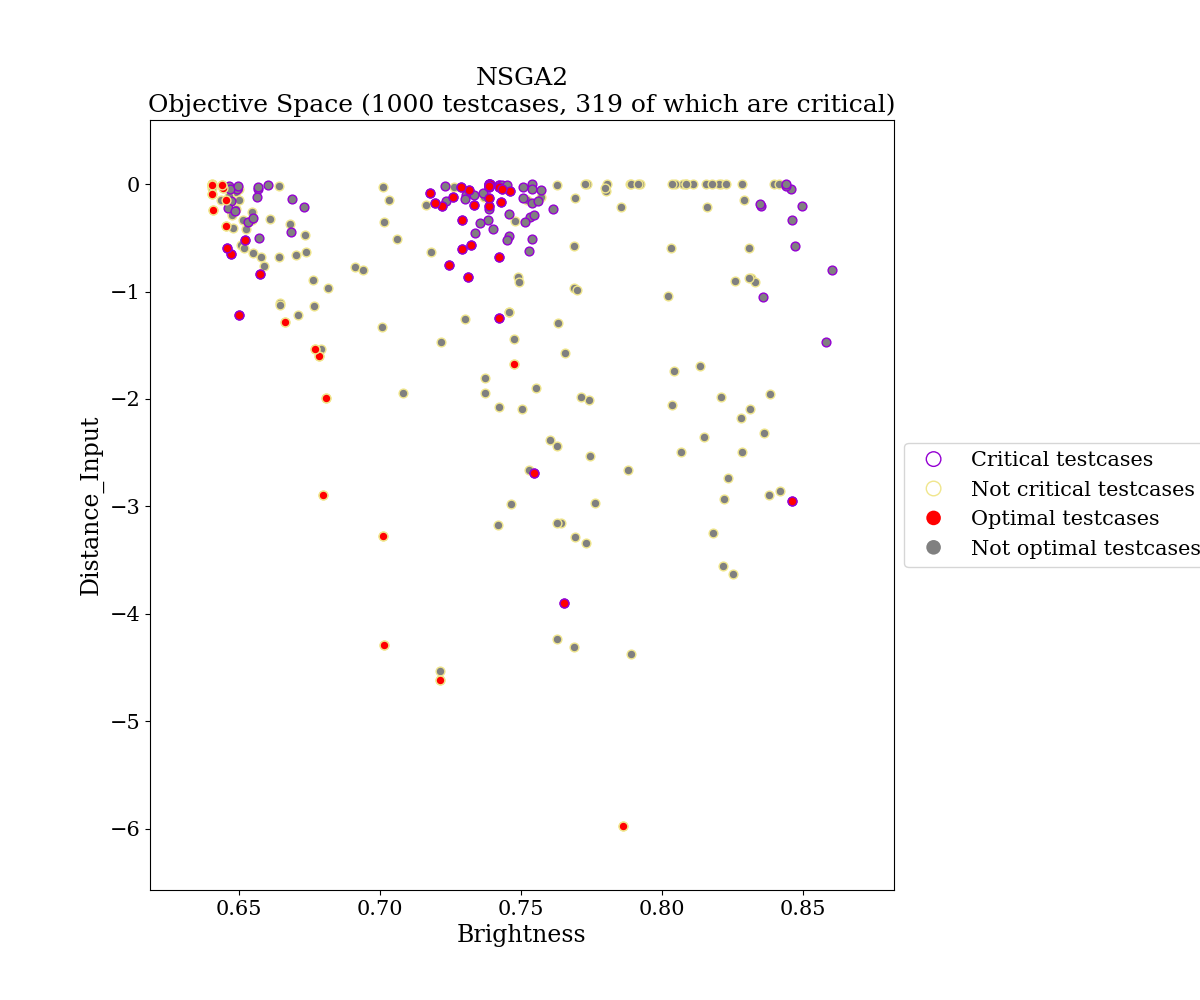 NSGA2
Objective Space (1000 testcases, 319 of which are critical)
0
−1
−2
−3
−4
−5
−6
Distance_Input
0.65
0.70
0.75
0.80
0.85
Brightness
Critical testcases
Not critical testcases
Optimal testcases
Not optimal testcases